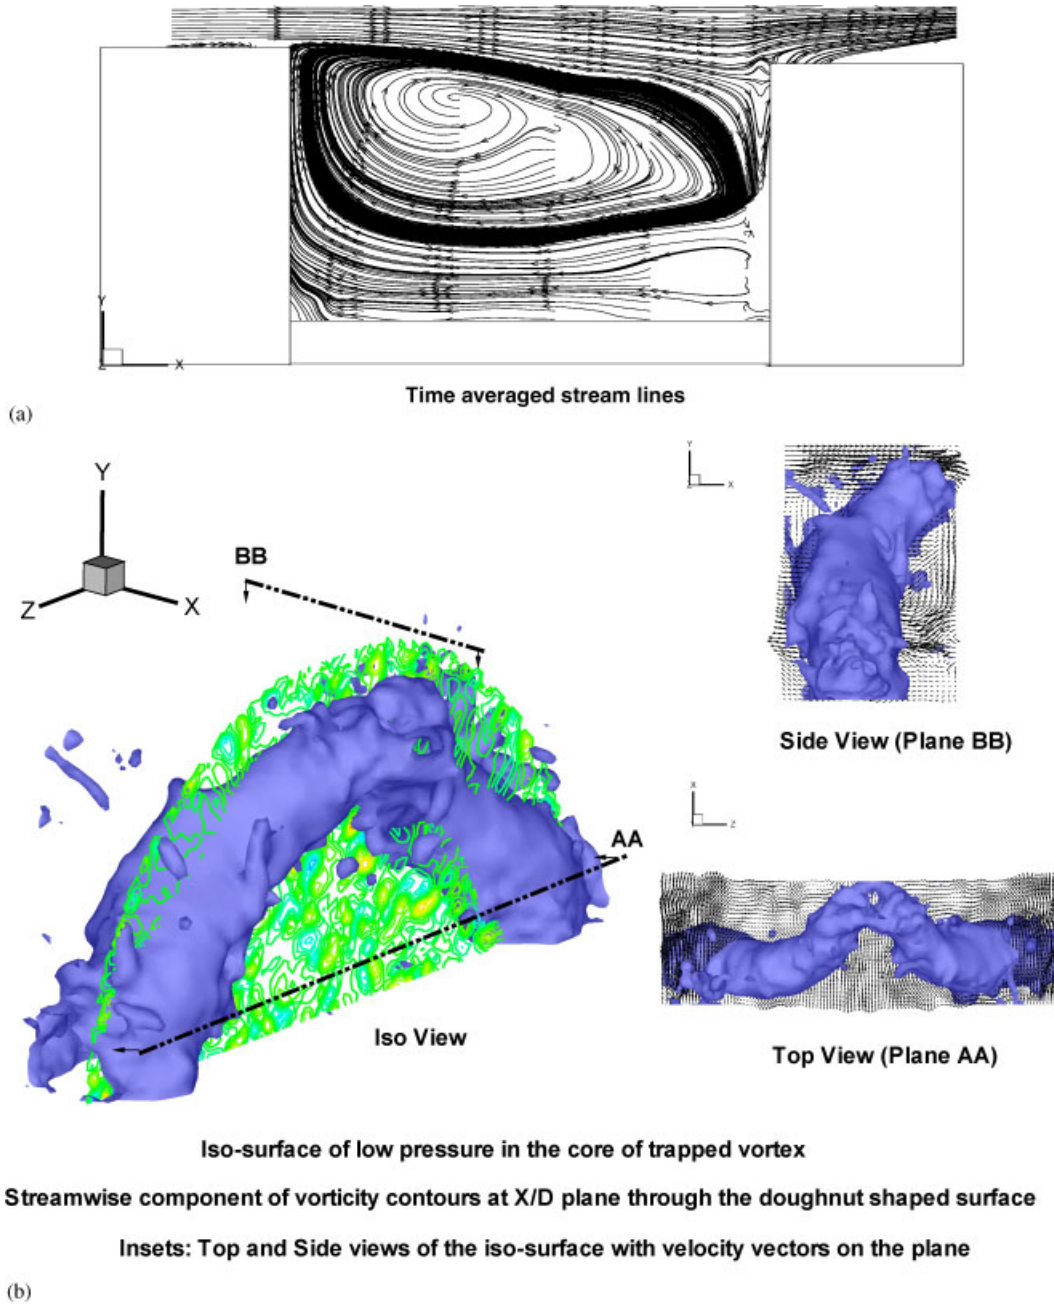 Y
Z X
Time averaged stream lines
(a)
Y
Z X
BB
AA
Iso View
Y
Z X
Side View (Plane BB)
X
Z
Top View (Plane AA)
Iso-surface of low pressure in the core of trapped vortex
Streamwise component of vorticity contours at X/D plane through the doughnut shaped surface
Insets: Top and Side views of the iso-surface with velocity vectors on the plane
(b)